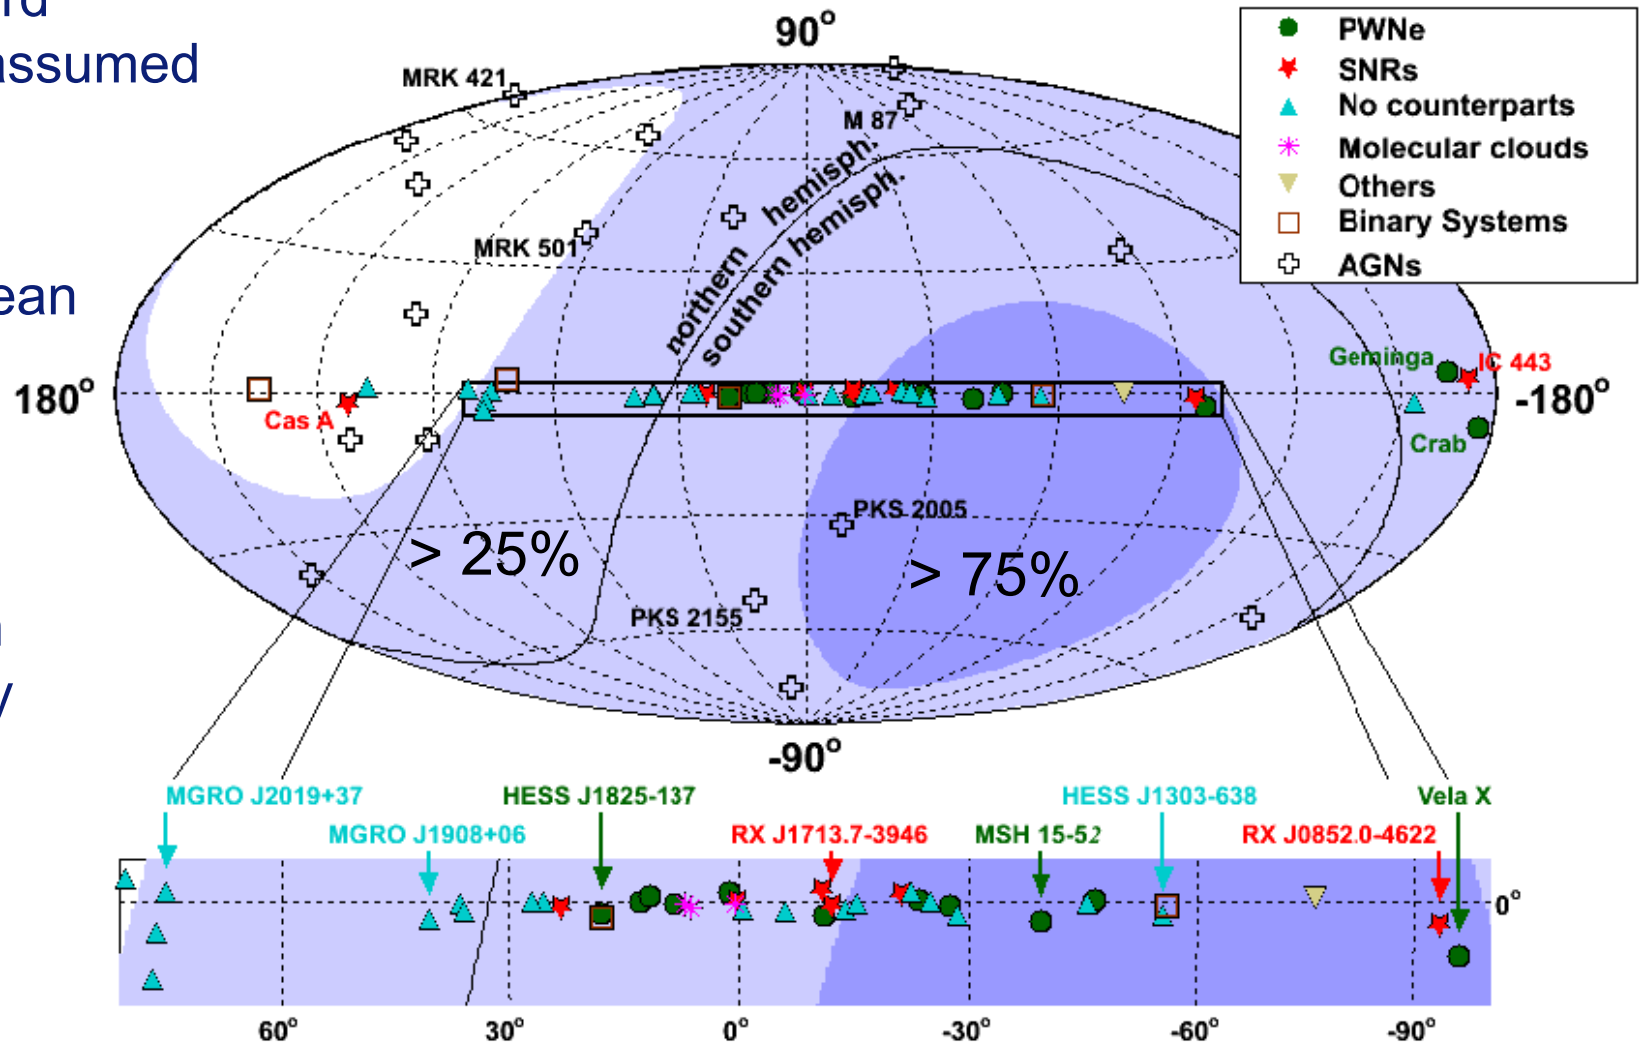 assumed
90°
MRK 421
M 87
MRK 501
northern hemisph.
southern hemisph.
180°
-180°
Cas A
Geminga
IC 443
Crab
PKS 2005
> 25%
> 75%
PKS 2155
-90°
PWNe
SNRs
No counterparts
Molecular clouds
Others
Binary Systems
AGNs
MGRO J2019+37
HESS J1825-137
HESS J1303-638
Vela X
MGRO J1908+06
RX J1713.7-3946
MSH 15-52
RX J0852.0-4622
0°
60°
30°
0°
-30°
-60°
-90°